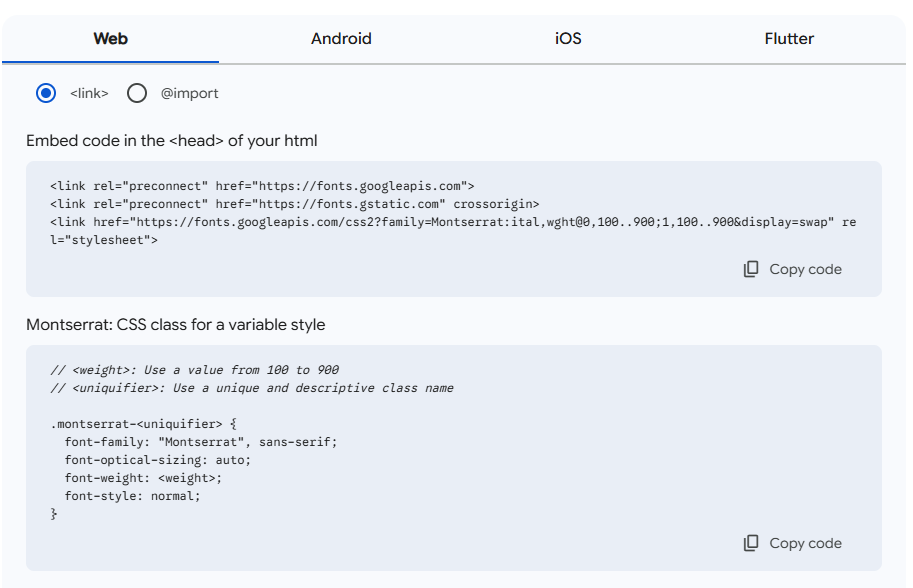 Web Android iOS Flutter
<link> @import
Embed code in the <head> of your html
<link rel="preconnect" href="https://fonts.googleapis.com">
<link rel="preconnect" href="https://fonts.gstatic.com" crossorigin>
<link href="https://fonts.googleapis.com/css2?family=Montserrat:ital,wght@0,100..900;1,100..900&display=swap" re
l="stylesheet">
Copy code
Montserrat: CSS class for a variable style
// <weight>: Use a value from 100 to 900
// <uniquifier>: Use a unique and descriptive class name
.montserrat-<uniquifier> {
  font-family: "Montserrat", sans-serif;
  font-optical-sizing: auto;
  font-weight: <weight>;
  font-style: normal;
}
Copy code